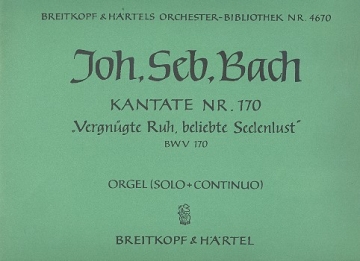 BREITKOPF & HÄRTELS ORCHESTER-BIBLIOTHEK NR. 4670
Joh. Seb. Bach
KANTATE NR. 170
„Vergnügte Ruh, beliebte Seelenlust“
BWV 170
ORGEL (SOLO + CONTINUO)
BREITKOPF & HÄRTEL